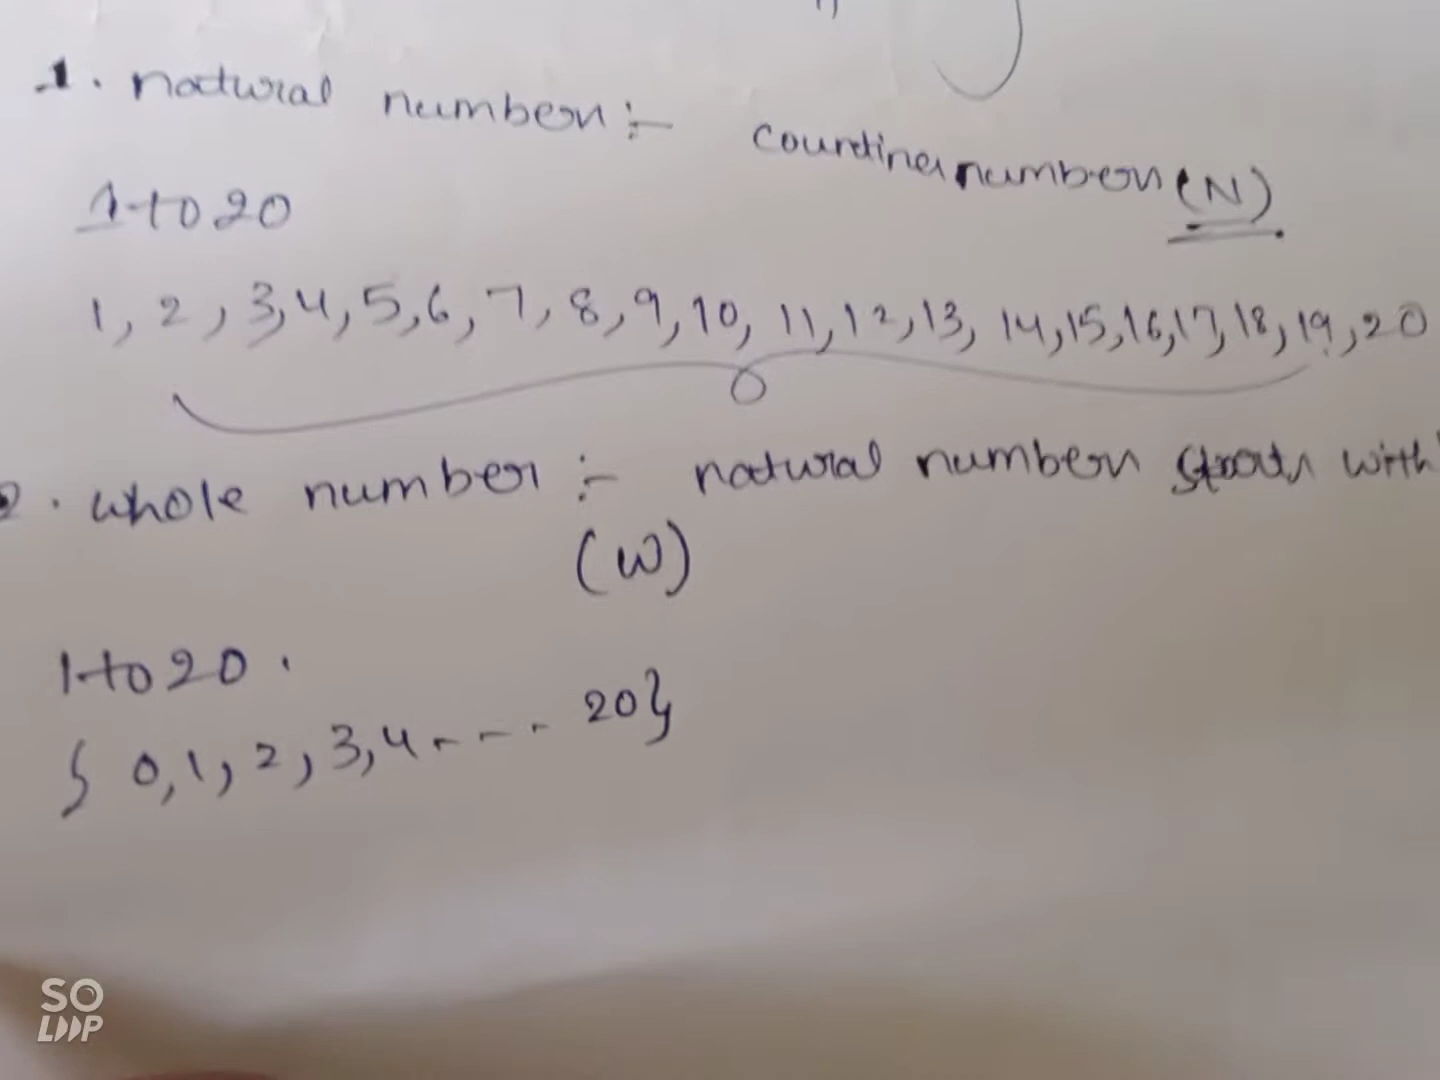 1. natural number :- counting number (N)
1 to 20
1, 2, 3, 4, 5, 6, 7, 8, 9, 10, 11, 12, 13, 14, 15, 16, 17, 18, 19, 20
2. whole number :- natural number start with
(W)
1 to 20.
{ 0, 1, 2, 3, 4 - - - - 20}
SO
LOOP